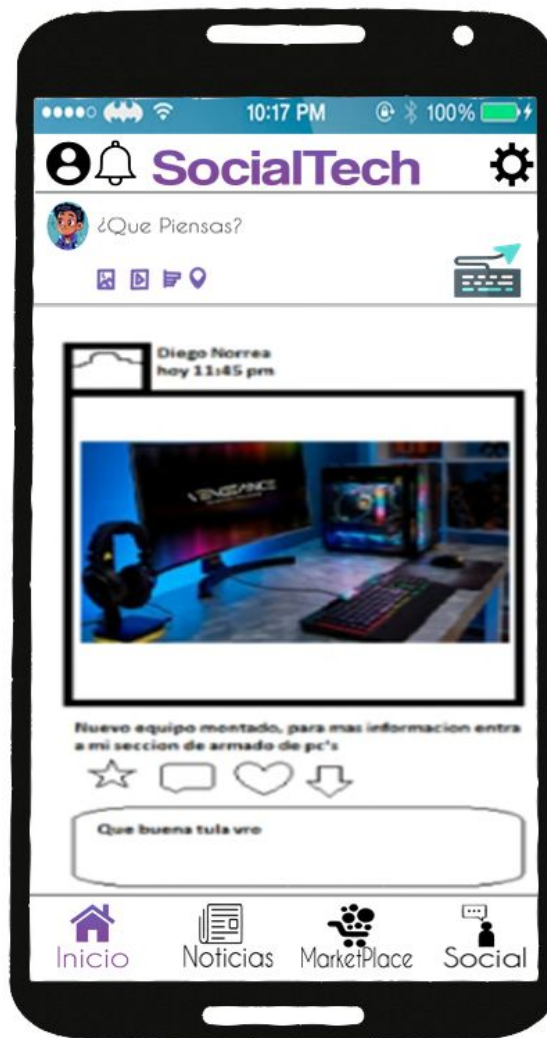 10:17 PM
100%
SocialTech
¿Que Piensas?
Diego Norrea
hoy 11:45 pm
VENGEANCE
Nuevo equipo montado, para mas informacion entra
a mi seccion de armado de pc's
Que buena tula vro
Inicio
Noticias
MarketPlace
Social